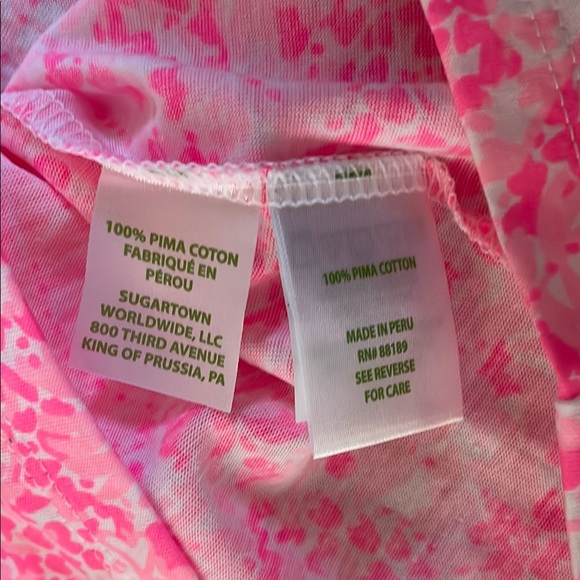 100% PIMA COTON
FABRIQUÉ EN
PÉROU
SUGARTOWN
WORLDWIDE, LLC
800 THIRD AVENUE
KING OF PRUSSIA, PA
100% PIMA COTTON
MADE IN PERU
RN# 88189
SEE REVERSE
FOR CARE